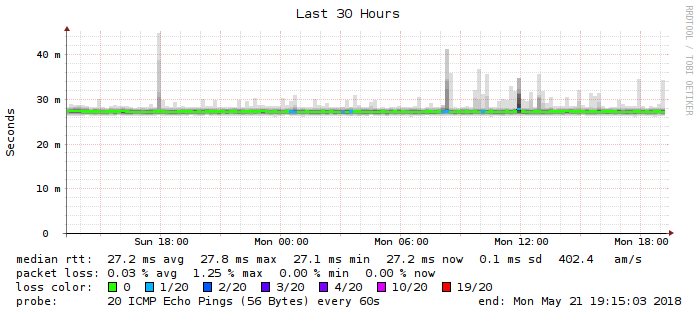 Last 30 Hours
RRDTOOL / TOBI OETIKER
Seconds
40 m
30 m
20 m
10 m
0
Sun 18:00 Mon 00:00 Mon 06:00 Mon 12:00 Mon 18:00
median rtt: 27.2 ms avg 27.8 ms max 27.1 ms min 27.2 ms now 0.1 ms sd 402.4 am/s
packet loss: 0.03 % avg 1.25 % max 0.00 % min 0.00 % now
loss color: 0 1/20 2/20 3/20 4/20 10/20 19/20
probe: 20 ICMP Echo Pings (56 Bytes) every 60s end: Mon May 21 19:15:03 2018